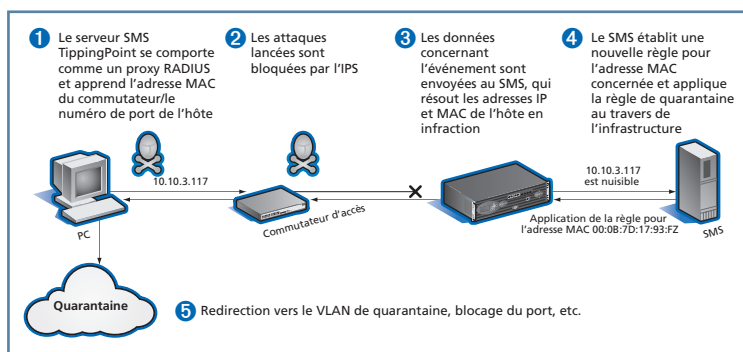 1 Le serveur SMS
TippingPoint se comporte
comme un proxy RADIUS
et apprend l'adresse MAC
du commutateur/le
numéro de port de l'hôte
2 Les attaques
lancées sont
bloquées par l'IPS
3 Les données
concernant
l'événement sont
envoyées au SMS, qui
résout les adresses IP
et MAC de l'hôte en
infraction
4 Le SMS établit une
nouvelle règle pour
l'adresse MAC
concernée et applique
la règle de quarantaine
au travers de
l'infrastructure
10.10.3.117
10.10.3.117
est nuisible
PC
Commutateur d'accès
Application de la règle pour
l'adresse MAC 00:0B:7D:17:93:FZ
SMS
Quarantaine
5 Redirection vers le VLAN de quarantaine, blocage du port, etc.